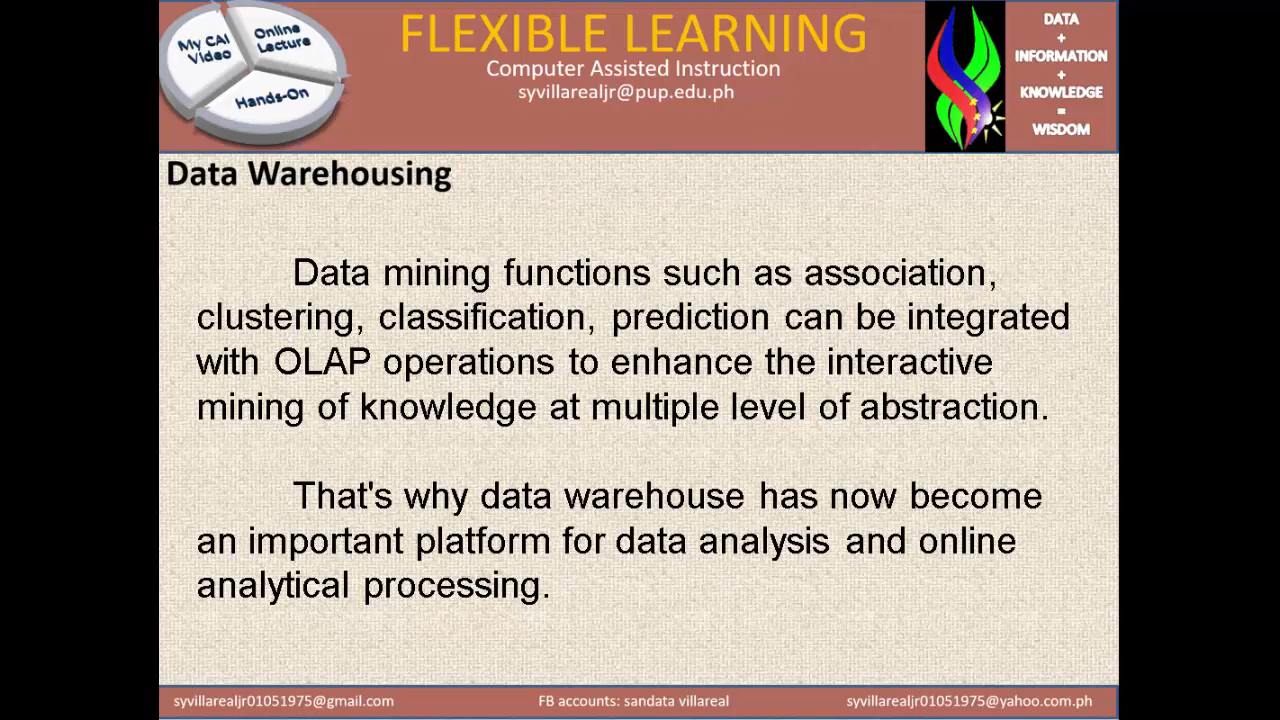 My CAI
Video
Online
Lecture
Hands-On
FLEXIBLE LEARNING
Computer Assisted Instruction
syvillarealjr@pup.edu.ph
DATA
+
INFORMATION
+
KNOWLEDGE
=
WISDOM
Data Warehousing
Data mining functions such as association,
clustering, classification, prediction can be integrated
with OLAP operations to enhance the interactive
mining of knowledge at multiple level of abstraction.
That's why data warehouse has now become
an important platform for data analysis and online
analytical processing.
syvillarealjr01051975@gmail.com
FB accounts: sandata villareal
syvillarealjr01051975@yahoo.com.ph